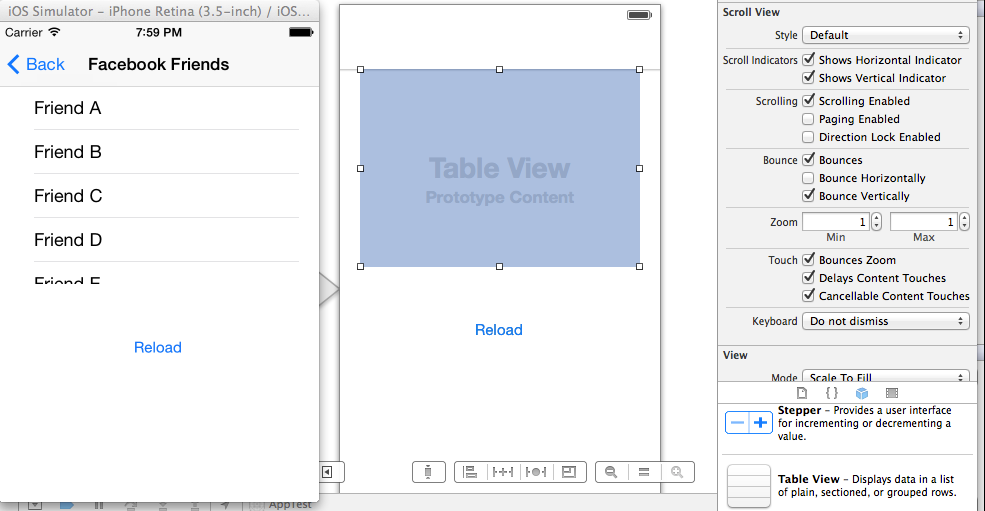 iOS Simulator - iPhone Retina (3.5-inch) / iOS...
Carrier 7:59 PM
Back Facebook Friends
Friend A
Friend B
Friend C
Friend D
Friend E
Reload
Table View
Prototype Content
Reload
Scroll View
Style Default
Scroll Indicators Shows Horizontal Indicator
Shows Vertical Indicator
Scrolling Scrolling Enabled
Paging Enabled
Direction Lock Enabled
Bounce Bounces
Bounce Horizontally
Bounce Vertically
Zoom 1 1
Min Max
Touch Bounces Zoom
Delays Content Touches
Cancellable Content Touches
Keyboard Do not dismiss
View
Mode Scale To Fill
{ }
Stepper - Provides a user interface
for incrementing or decrementing a
value.
Table View - Displays data in a list
of plain, sectioned, or grouped rows.
AppTest